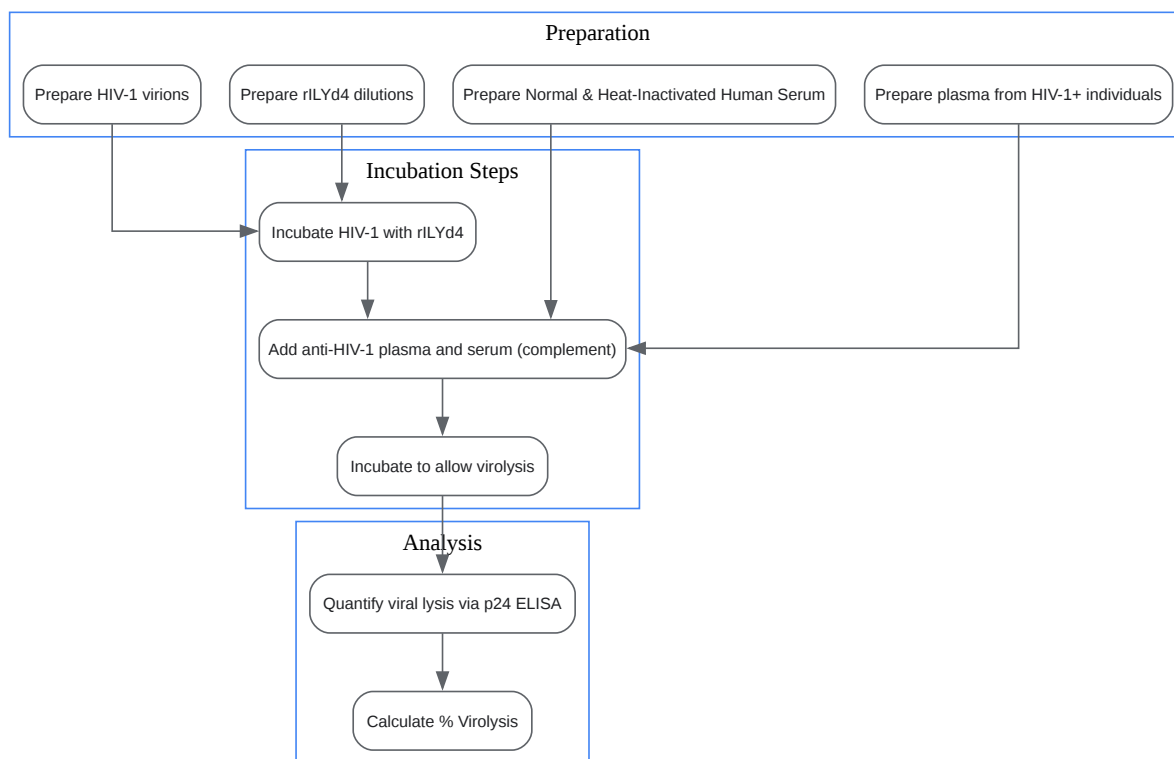 Preparation
Prepare HIV-1 virions
Prepare rILYd4 dilutions
Prepare Normal & Heat-Inactivated Human Serum
Prepare plasma from HIV-1+ individuals
Incubation Steps
Incubate HIV-1 with rILYd4
Add anti-HIV-1 plasma and serum (complement)
Incubate to allow virolysis
Analysis
Quantify viral lysis via p24 ELISA
Calculate % Virolysis